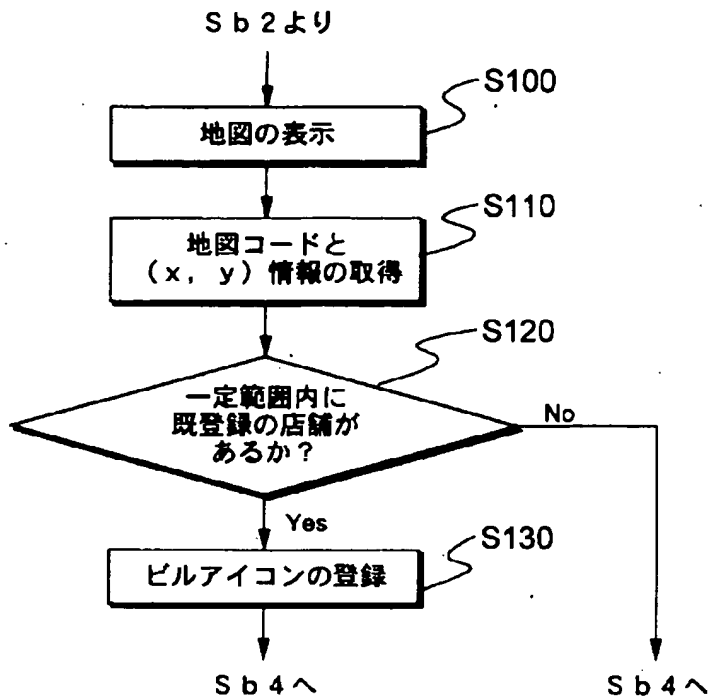 Sb2より
S100
地図の表示
S110
地図コードと
(x, y) 情報の取得
S120
一定範囲内に
既登録の店舗が
あるか?
No
Yes
S130
ビルアイコンの登録
Sb4へ
Sb4へ